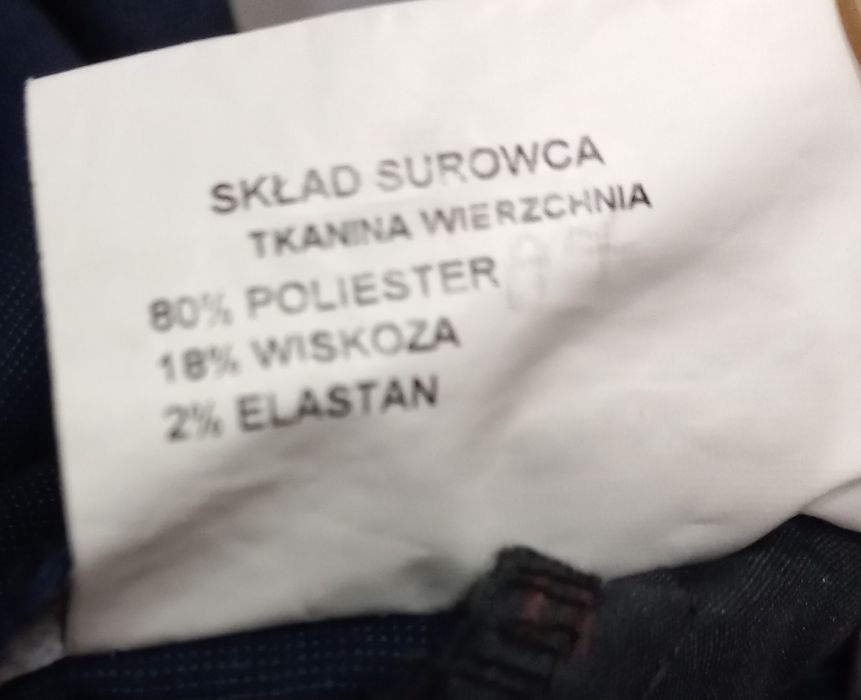 SKŁAD SUROWCA
TKANINA WIERZCHNIA
80% POLIESTER
18% WISKOZA
2% ELASTAN